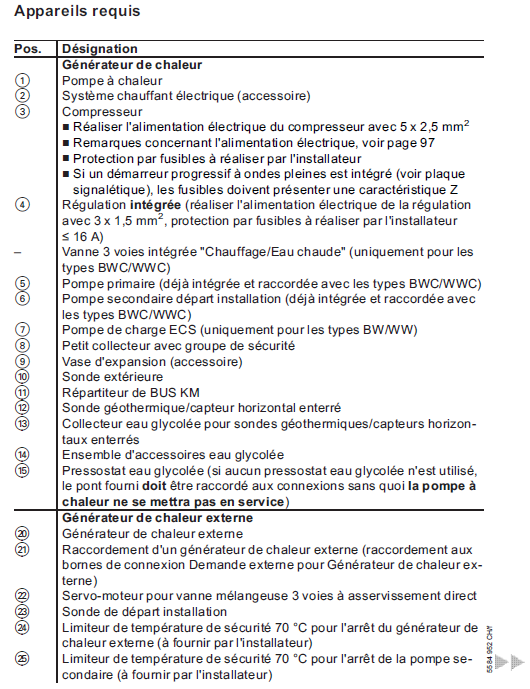 Appareils requis
Pos. Désignation
Générateur de chaleur
① Pompe à chaleur
② Système chauffant électrique (accessoire)
③ Compresseur
■ Réaliser l'alimentation électrique du compresseur avec 5 x 2,5 mm²
■ Remarques concernant l'alimentation électrique, voir page 97
■ Protection par fusibles à réaliser par l'installateur
■ Si un démarreur progressif à ondes pleines est intégré (voir plaque
signalétique), les fusibles doivent présenter une caractéristique Z
④ Régulation intégrée (réaliser l'alimentation électrique de la régulation
avec 3 x 1,5 mm², protection par fusibles à réaliser par l'installateur
≤ 16 A)
– Vanne 3 voies intégrée "Chauffage/Eau chaude" (uniquement pour les
types BWC/WWC)
⑤ Pompe primaire (déjà intégrée et raccordée avec les types BWC/WWC)
⑥ Pompe secondaire départ installation (déjà intégrée et raccordée avec
les types BWC/WWC)
⑦ Pompe de charge ECS (uniquement pour les types BW/WW)
⑧ Petit collecteur avec groupe de sécurité
⑨ Vase d'expansion (accessoire)
⑩ Sonde extérieure
⑪ Répartiteur de BUS KM
⑫ Sonde géothermique/capteur horizontal enterré
⑬ Collecteur eau glycolée pour sondes géothermiques/capteurs horizon-
taux enterrés
⑭ Ensemble d'accessoires eau glycolée
⑮ Pressostat eau glycolée (si aucun pressostat eau glycolée n'est utilisé,
le pont fourni doit être raccordé aux connexions sans quoi la pompe à
chaleur ne se mettra pas en service)
Générateur de chaleur externe
⑳ Générateur de chaleur externe
㉑ Raccordement d'un générateur de chaleur externe (raccordement aux
bornes de connexion Demande externe pour Générateur de chaleur ex-
terne)
㉒ Servo-moteur pour vanne mélangeuse 3 voies à asservissement direct
㉓ Sonde de départ installation
㉔ Limiteur de température de sécurité 70 °C pour l'arrêt du générateur de
chaleur externe (à fournir par l'installateur)
㉕ Limiteur de température de sécurité 70 °C pour l'arrêt de la pompe se-
condaire (à fournir par l'installateur)
5584 952 CH/f